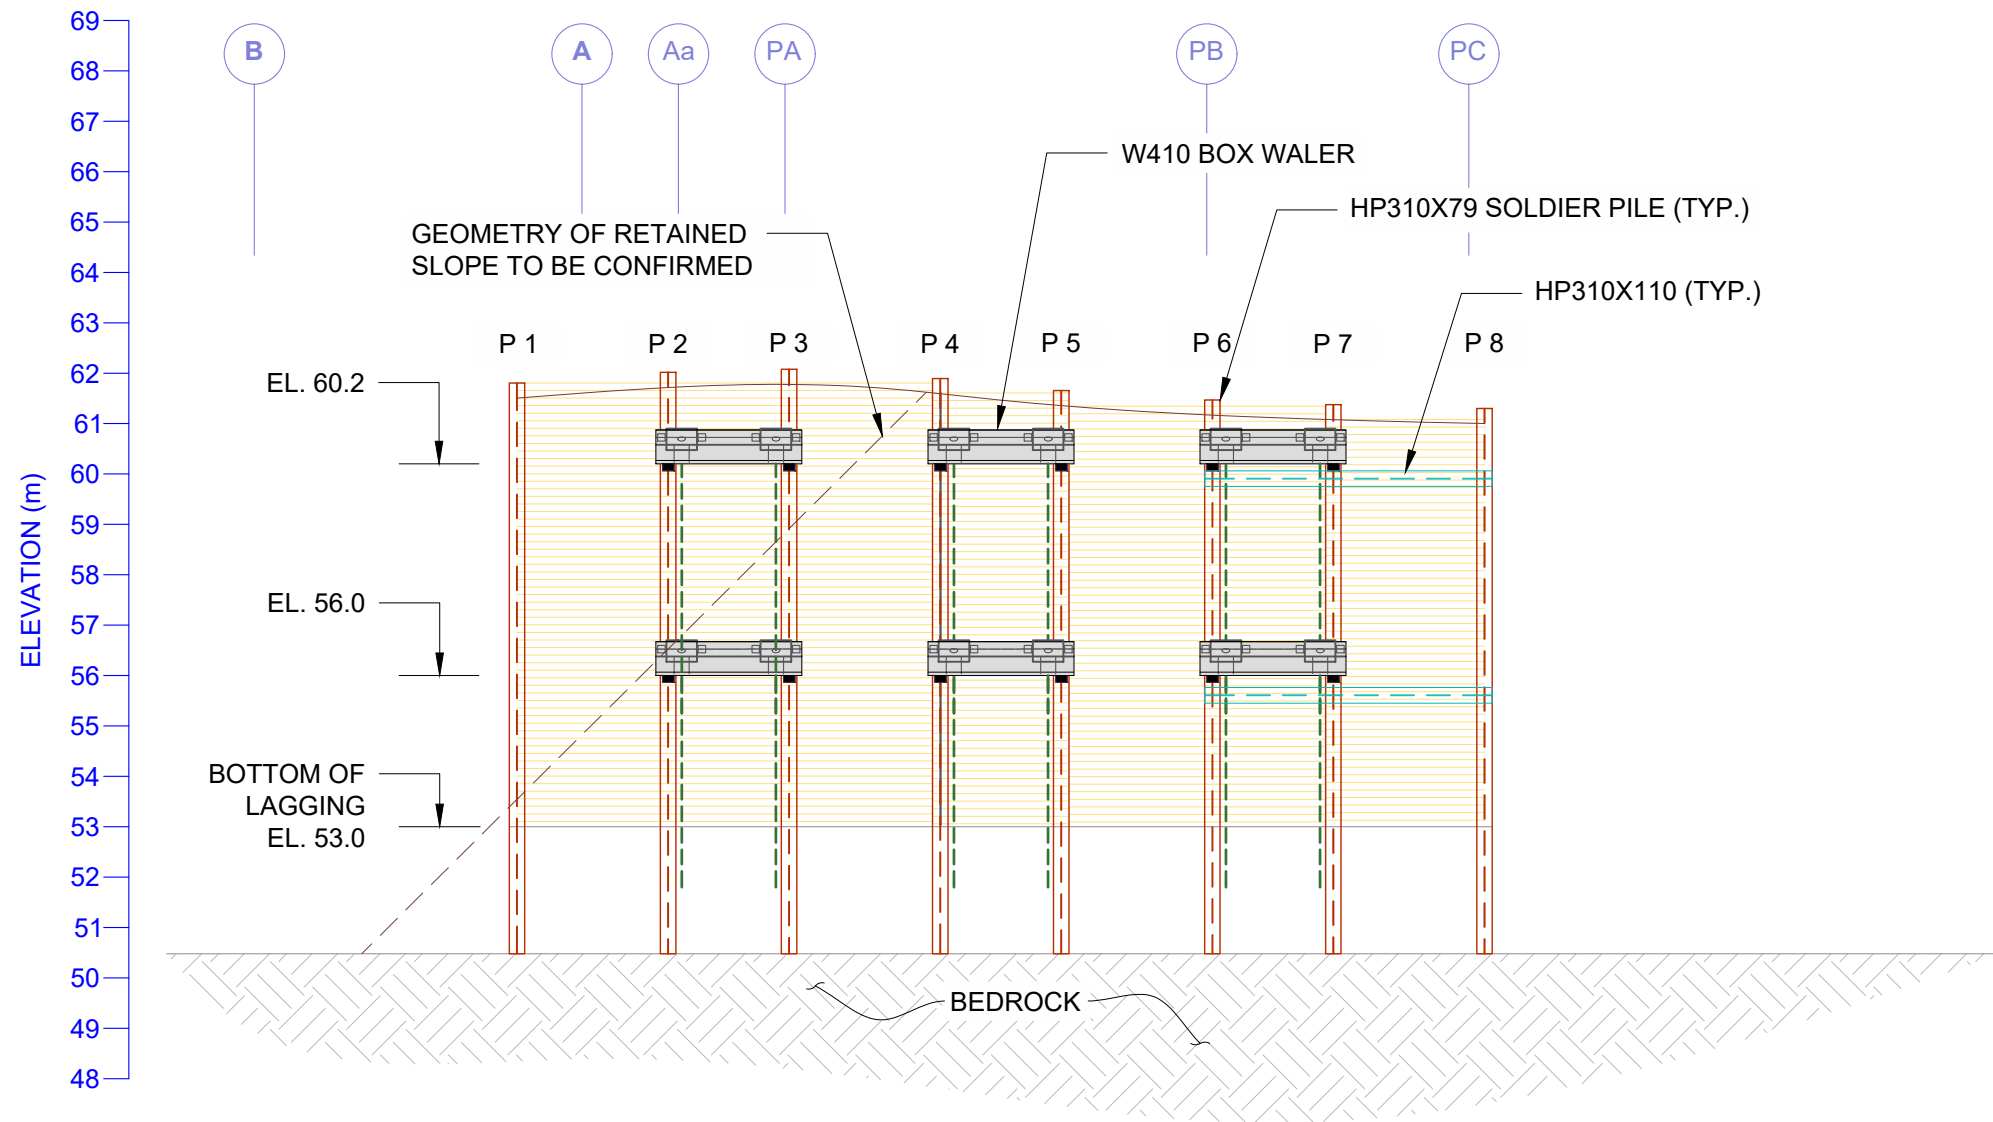 69
68
67
66
65
64
63
62
61
60
59
58
57
56
55
54
53
52
51
50
49
48
ELEVATION (m)
B
A
Aa
PA
PB
PC
W410 BOX WALER
HP310X79 SOLDIER PILE (TYP.)
GEOMETRY OF RETAINED
SLOPE TO BE CONFIRMED
HP310X110 (TYP.)
P 1
P 2
P 3
P 4
P 5
P 6
P 7
P 8
EL. 60.2
EL. 56.0
BOTTOM OF
LAGGING
EL. 53.0
BEDROCK